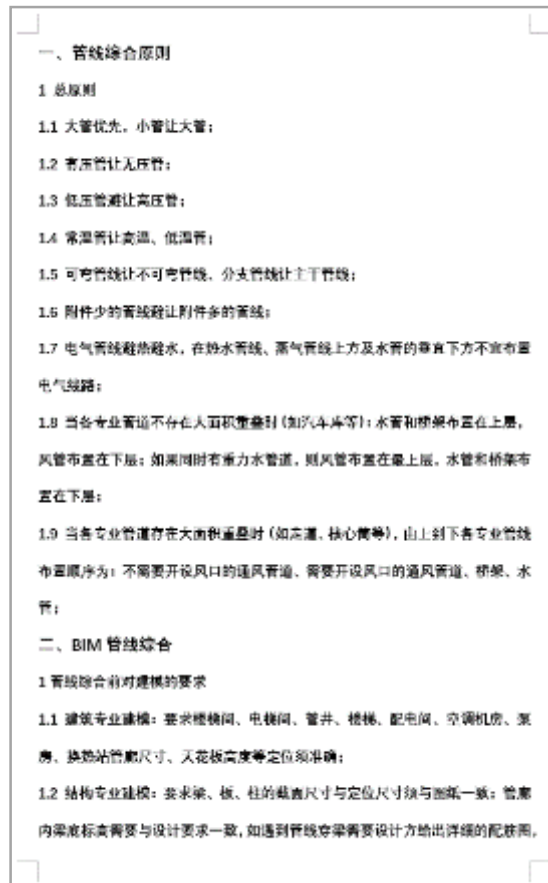 一、管线综合原则
1 总原则
1.1 大管优先，小管让大管；
1.2 有压管让无压管；
1.3 低压管避让高压管；
1.4 常温管让高温、低温管；
1.5 可弯管线让不可弯管线、分支管线让主干管线；
1.6 附件少的管线避让附件多的管线；
1.7 电气管线避热避水，在热水管线、蒸气管线上方及水管的垂直下方不宜布置
电气线路；
1.8 当各专业管道不存在大面积重叠时（如汽车库等）：水管和桥架布置在上层，
风管布置在下层；如果同时有重力水管道，则风管布置在最上层，水管和桥架布
置在下层；
1.9 当各专业管道存在大面积重叠时（如走道、核心筒等），由上到下各专业管线
布置顺序为：不需要开设风口的通风管道、需要开设风口的通风管道、桥架、水
管；
二、BIM 管线综合
1 管线综合前对建模的要求
1.1 建筑专业建模：要求楼梯间、电梯间、管井、楼梯、配电间、空调机房、泵
房、换热站管廊尺寸、天花板高度等定位须准确；
1.2 结构专业建模：要求梁、板、柱的截面尺寸与定位尺寸须与图纸一致；管廊
内梁底标高需要与设计要求一致，如遇到管线穿梁需要设计方给出详细的配筋图，